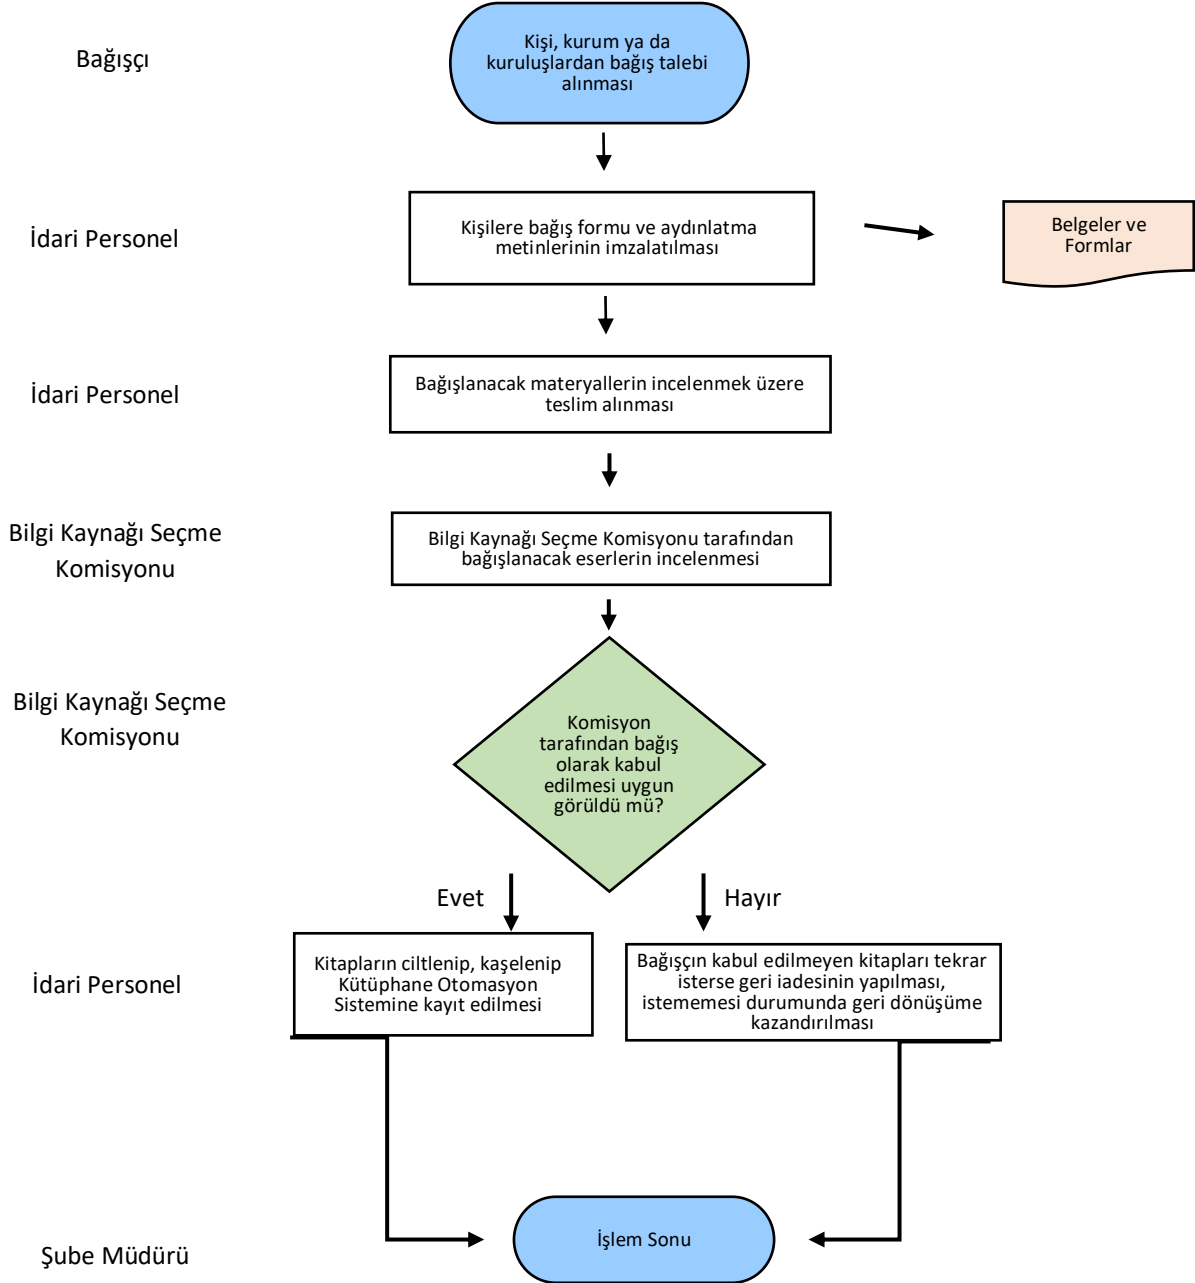 Bağışçı
Kişi, kurum ya da
kuruluşlardan bağış talebi
alınması
İdari Personel
Kişilere bağış formu ve aydınlatma
metinlerinin imzalatılması
Belgeler ve
Formlar
İdari Personel
Bağışlanacak materyallerin incelenmek üzere
teslim alınması
Bilgi Kaynağı Seçme
Komisyonu
Bilgi Kaynağı Seçme Komisyonu tarafından
bağışlanacak eserlerin incelenmesi
Bilgi Kaynağı Seçme
Komisyonu
Komisyon
tarafından bağış
olarak kabul
edilmesi uygun
görüldü mü?
Evet
Hayır
İdari Personel
Kitapların ciltlenip, kaşelenip
Kütüphane Otomasyon
Sistemine kayıt edilmesi
Bağışçın kabul edilmeyen kitapları tekrar
isterse geri iadesinin yapılması,
istememesi durumunda geri dönüşüme
kazandırılması
Şube Müdürü
İşlem Sonu